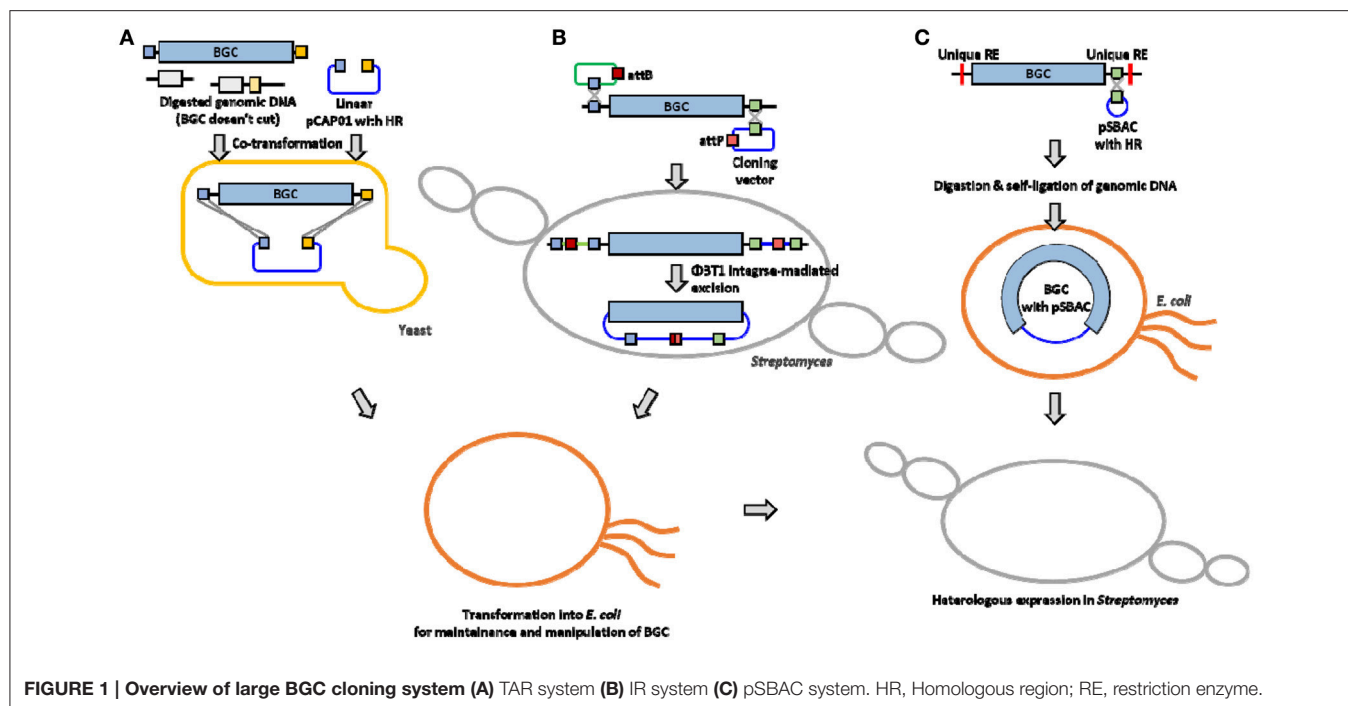 A
BGC
Digested genomic DNA
(BGC dosen't cut)
Linear
pCAP01 with HR
Co-transformation
BGC
Yeast
B
attB
BGC
attP
Cloning
vector
ΦBT1 integrse-madiated
excision
Streptomyces
C
Unique RE
Unique RE
BGC
pSBAC
with HR
Digestion & self-ligation of genomic DNA
BGC
with pSBAC
E. coli
Transformation into E. coli
for maintainance and manipulation of BGC
Heterologous expression in Streptomyces
FIGURE 1 | Overview of large BGC cloning system (A) TAR system (B) IR system (C) pSBAC system. HR, Homologous region; RE, restriction enzyme.